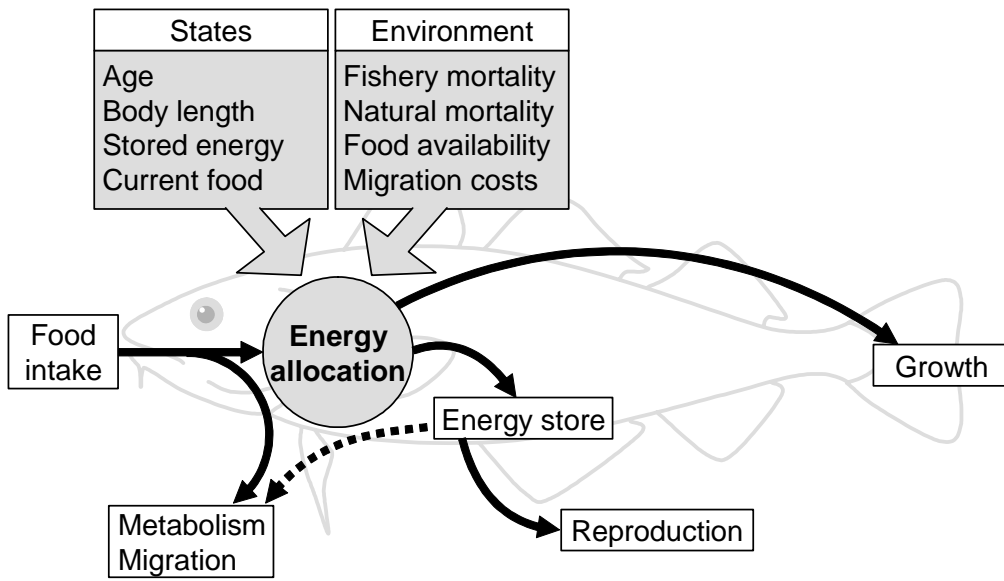 States
Age
Body length
Stored energy
Current food
Environment
Fishery mortality
Natural mortality
Food availability
Migration costs
Food
intake
Energy
allocation
Growth
Energy store
Metabolism
Migration
Reproduction